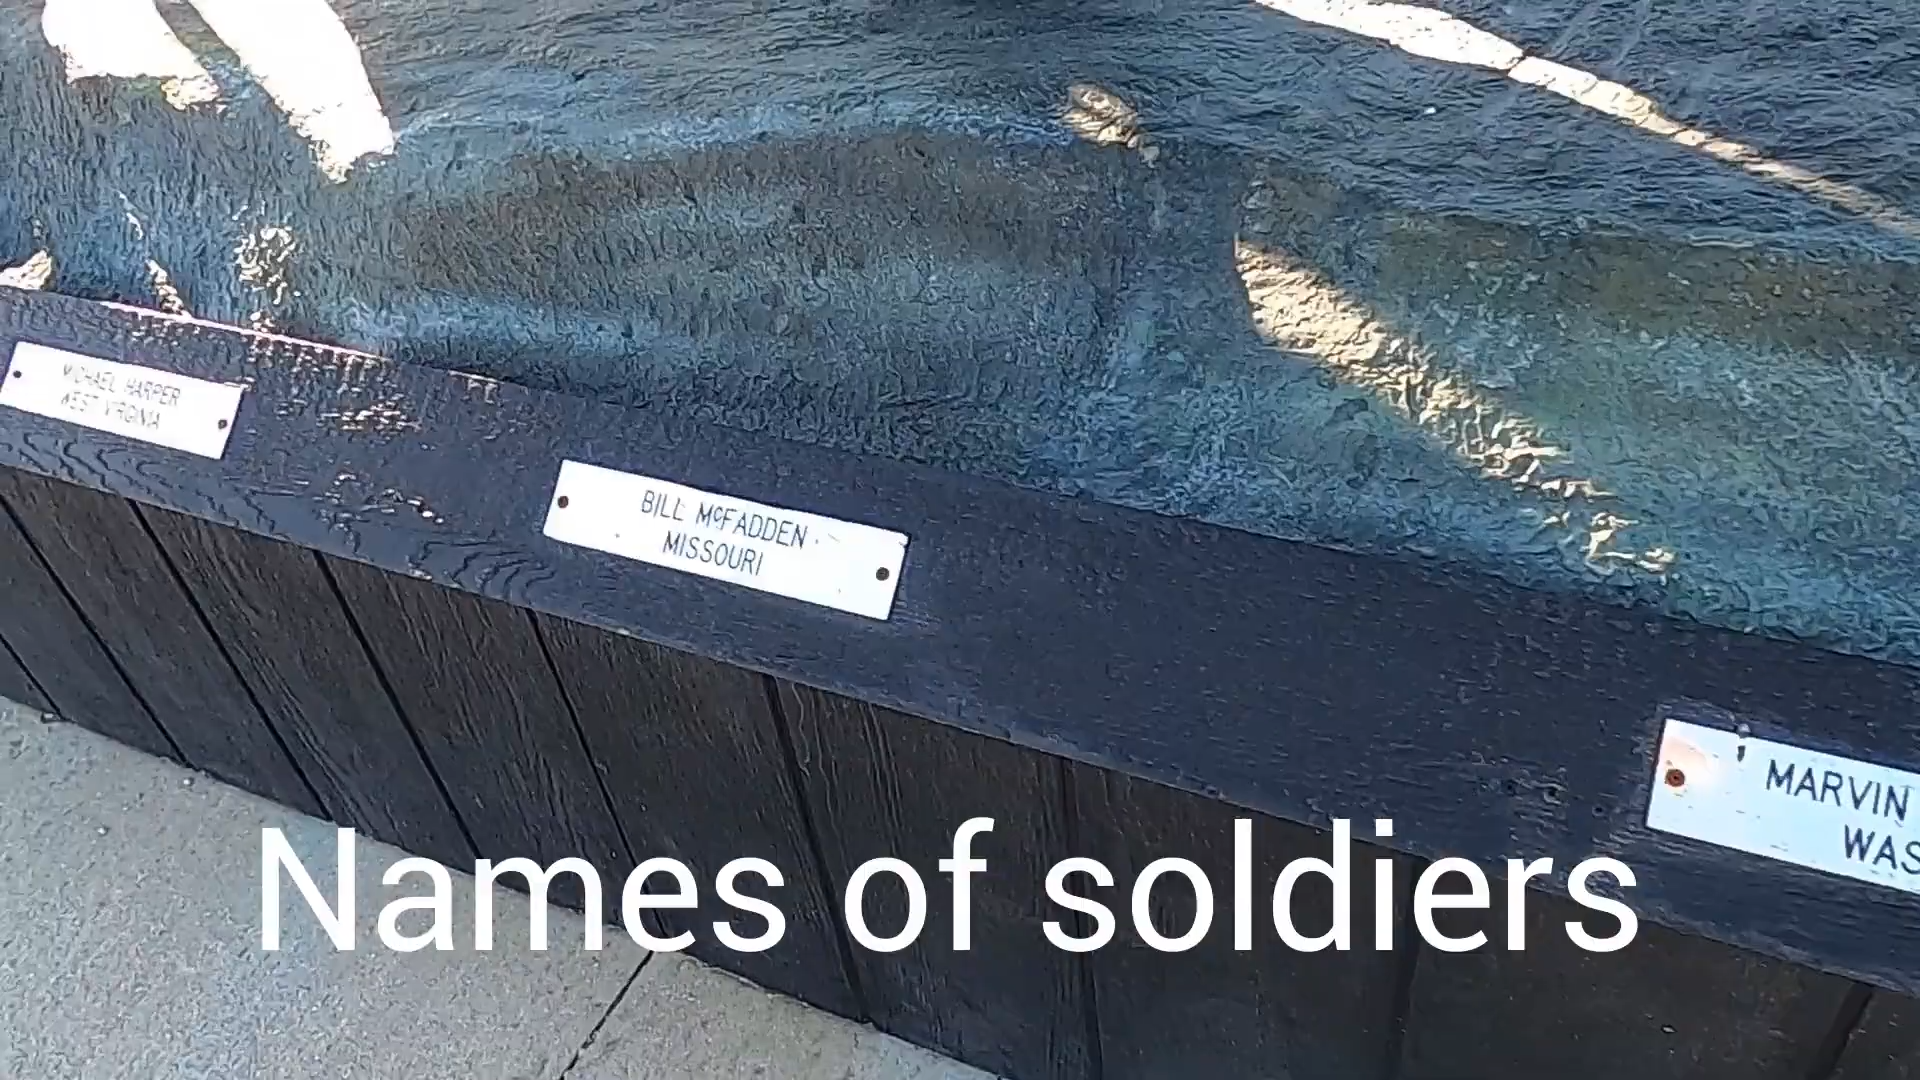 MICHAEL HARPER
WEST VIRGINIA
BILL McFADDEN
MISSOURI
MARVIN
WAS
Names of soldiers